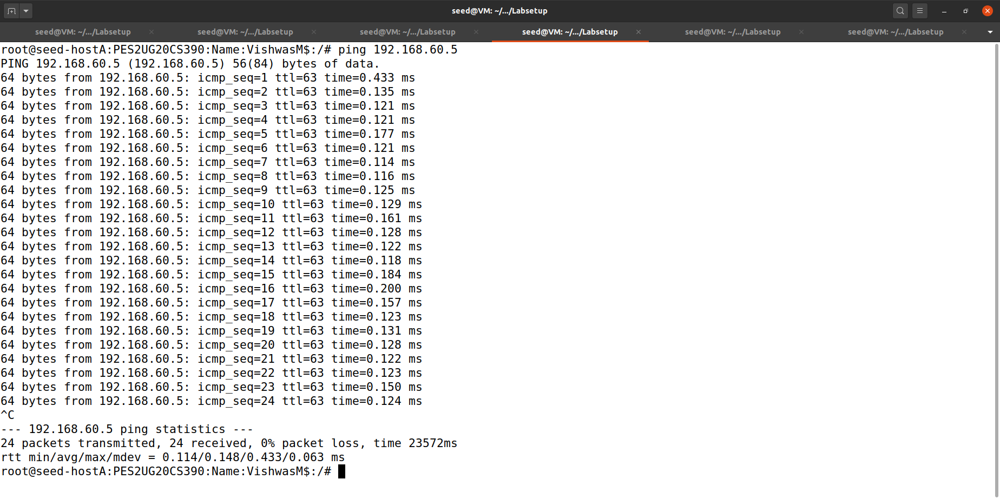 seed@VM: ~/.../Labsetup
seed@VM: ~/.../Labsetup seed@VM: ~/.../Labsetup seed@VM: ~/.../Labsetup seed@VM: ~/.../Labsetup seed@VM: ~/.../Labsetup seed@VM: ~/.../Labsetup
root@seed-hostA:PES2UG20CS390:Name:VishwasM$:/# ping 192.168.60.5
PING 192.168.60.5 (192.168.60.5) 56(84) bytes of data.
64 bytes from 192.168.60.5: icmp_seq=1 ttl=63 time=0.433 ms
64 bytes from 192.168.60.5: icmp_seq=2 ttl=63 time=0.135 ms
64 bytes from 192.168.60.5: icmp_seq=3 ttl=63 time=0.121 ms
64 bytes from 192.168.60.5: icmp_seq=4 ttl=63 time=0.121 ms
64 bytes from 192.168.60.5: icmp_seq=5 ttl=63 time=0.177 ms
64 bytes from 192.168.60.5: icmp_seq=6 ttl=63 time=0.121 ms
64 bytes from 192.168.60.5: icmp_seq=7 ttl=63 time=0.114 ms
64 bytes from 192.168.60.5: icmp_seq=8 ttl=63 time=0.116 ms
64 bytes from 192.168.60.5: icmp_seq=9 ttl=63 time=0.125 ms
64 bytes from 192.168.60.5: icmp_seq=10 ttl=63 time=0.129 ms
64 bytes from 192.168.60.5: icmp_seq=11 ttl=63 time=0.161 ms
64 bytes from 192.168.60.5: icmp_seq=12 ttl=63 time=0.128 ms
64 bytes from 192.168.60.5: icmp_seq=13 ttl=63 time=0.122 ms
64 bytes from 192.168.60.5: icmp_seq=14 ttl=63 time=0.118 ms
64 bytes from 192.168.60.5: icmp_seq=15 ttl=63 time=0.184 ms
64 bytes from 192.168.60.5: icmp_seq=16 ttl=63 time=0.200 ms
64 bytes from 192.168.60.5: icmp_seq=17 ttl=63 time=0.157 ms
64 bytes from 192.168.60.5: icmp_seq=18 ttl=63 time=0.123 ms
64 bytes from 192.168.60.5: icmp_seq=19 ttl=63 time=0.131 ms
64 bytes from 192.168.60.5: icmp_seq=20 ttl=63 time=0.128 ms
64 bytes from 192.168.60.5: icmp_seq=21 ttl=63 time=0.122 ms
64 bytes from 192.168.60.5: icmp_seq=22 ttl=63 time=0.123 ms
64 bytes from 192.168.60.5: icmp_seq=23 ttl=63 time=0.150 ms
64 bytes from 192.168.60.5: icmp_seq=24 ttl=63 time=0.124 ms
^C
--- 192.168.60.5 ping statistics ---
24 packets transmitted, 24 received, 0% packet loss, time 23572ms
rtt min/avg/max/mdev = 0.114/0.148/0.433/0.063 ms
root@seed-hostA:PES2UG20CS390:Name:VishwasM$:/#